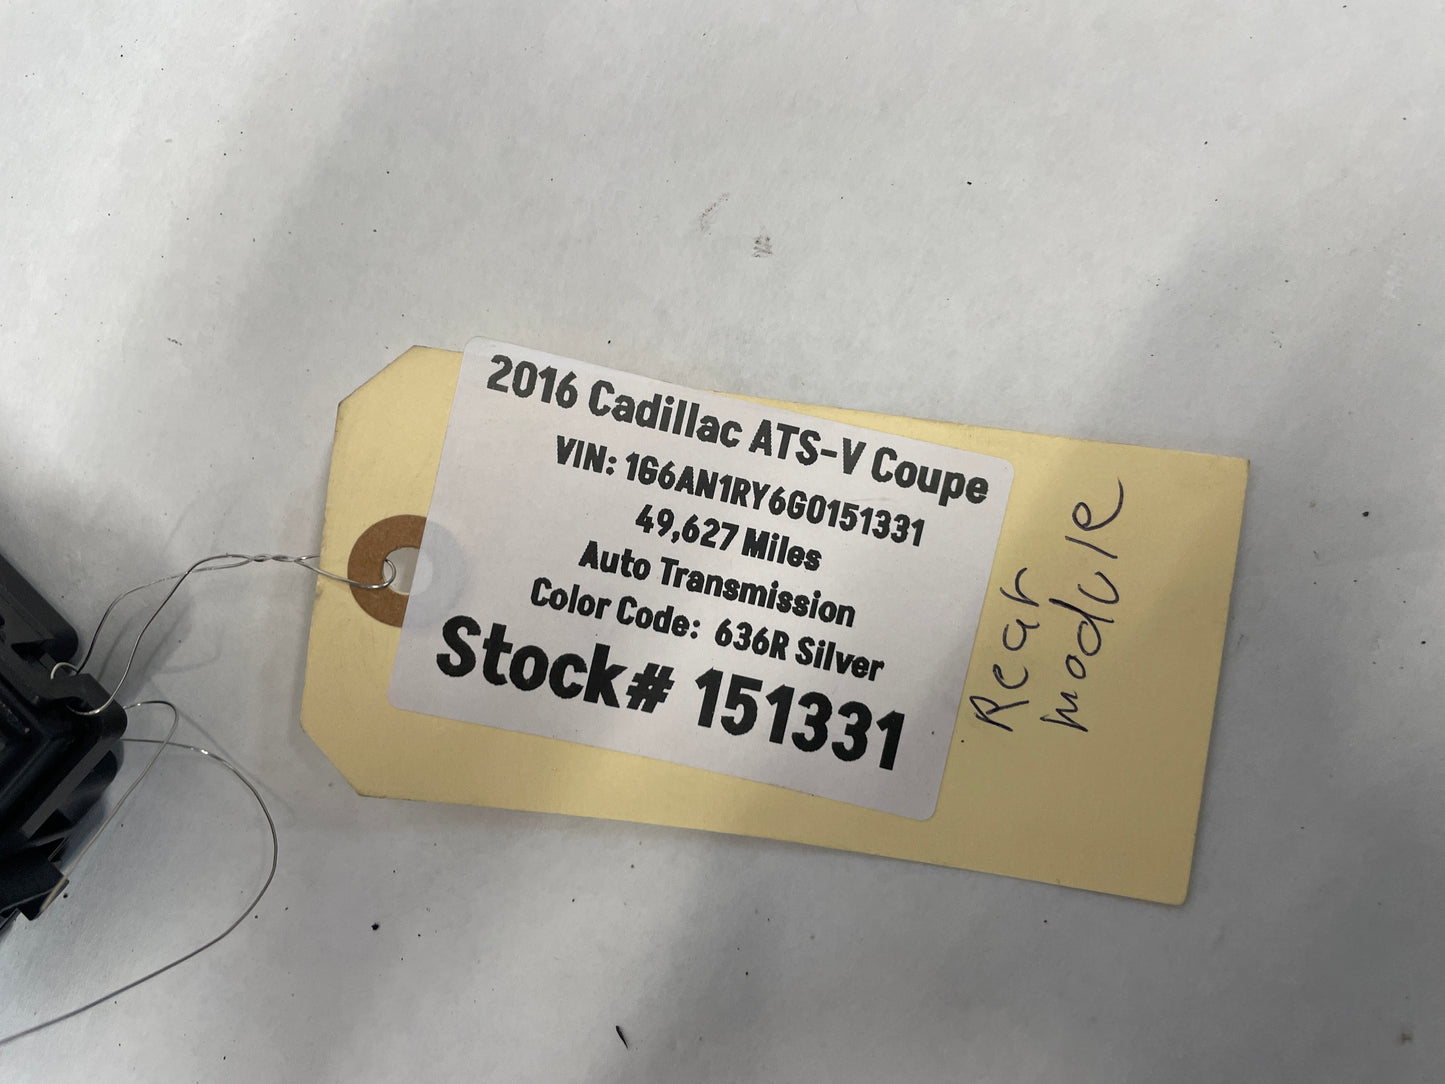 2016 Cadillac ATS-V Coupe
VIN: 1G6AN1RY6G0151331
49,627 Miles
Auto Transmission
Color Code: 636R Silver
Stock# 151331
Rear
module